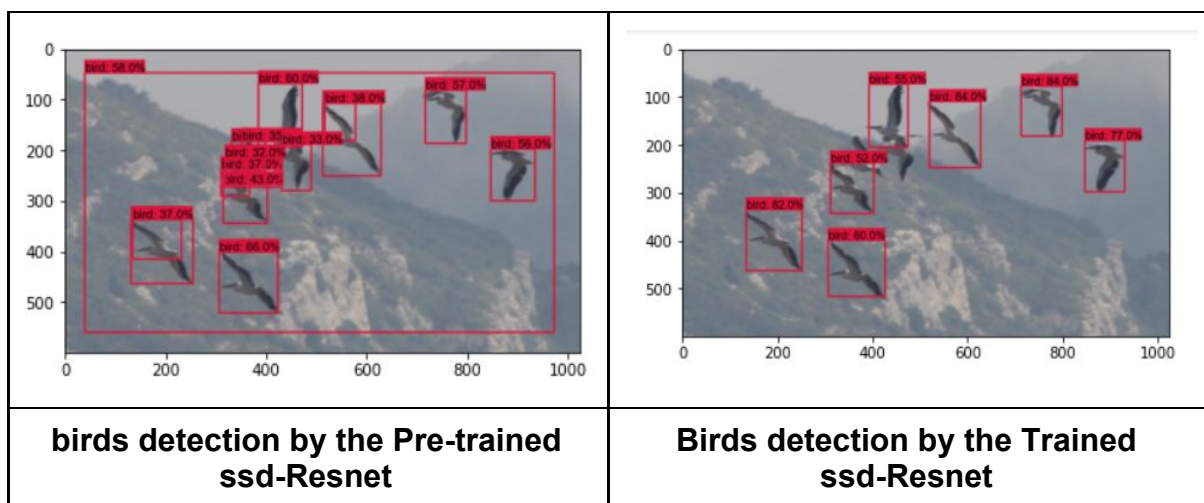 0
100
200
300
400
500
0 200 400 600 800 1000
bird: 58.0%
bird: 60.0%
bird: 38.0%
bird: 57.0%
bird: 35
bird: 33.0%
bird: 32.0%
bird: 37.0%
bird: 43.0%
bird: 56.0%
bird: 37.0%
bird: 66.0%
0
100
200
300
400
500
0 200 400 600 800 1000
bird: 55.0%
bird: 84.0%
bird: 84.0%
bird: 77.0%
bird: 52.0%
bird: 82.0%
bird: 60.0%
birds detection by the Pre-trained
ssd-Resnet
Birds detection by the Trained
ssd-Resnet